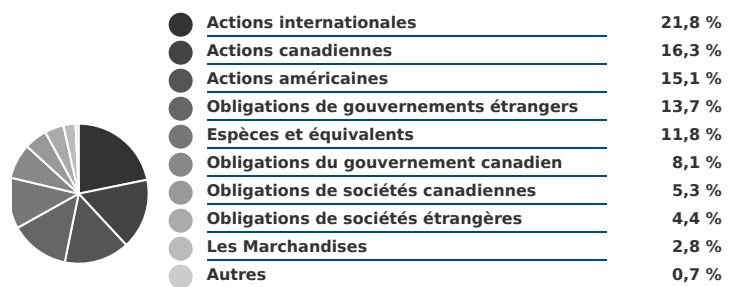 Actions internationales 21,8 %
Actions canadiennes 16,3 %
Actions américaines 15,1 %
Obligations de gouvernements étrangers 13,7 %
Espèces et équivalents 11,8 %
Obligations du gouvernement canadien 8,1 %
Obligations de sociétés canadiennes 5,3 %
Obligations de sociétés étrangères 4,4 %
Les Marchandises 2,8 %
Autres 0,7 %